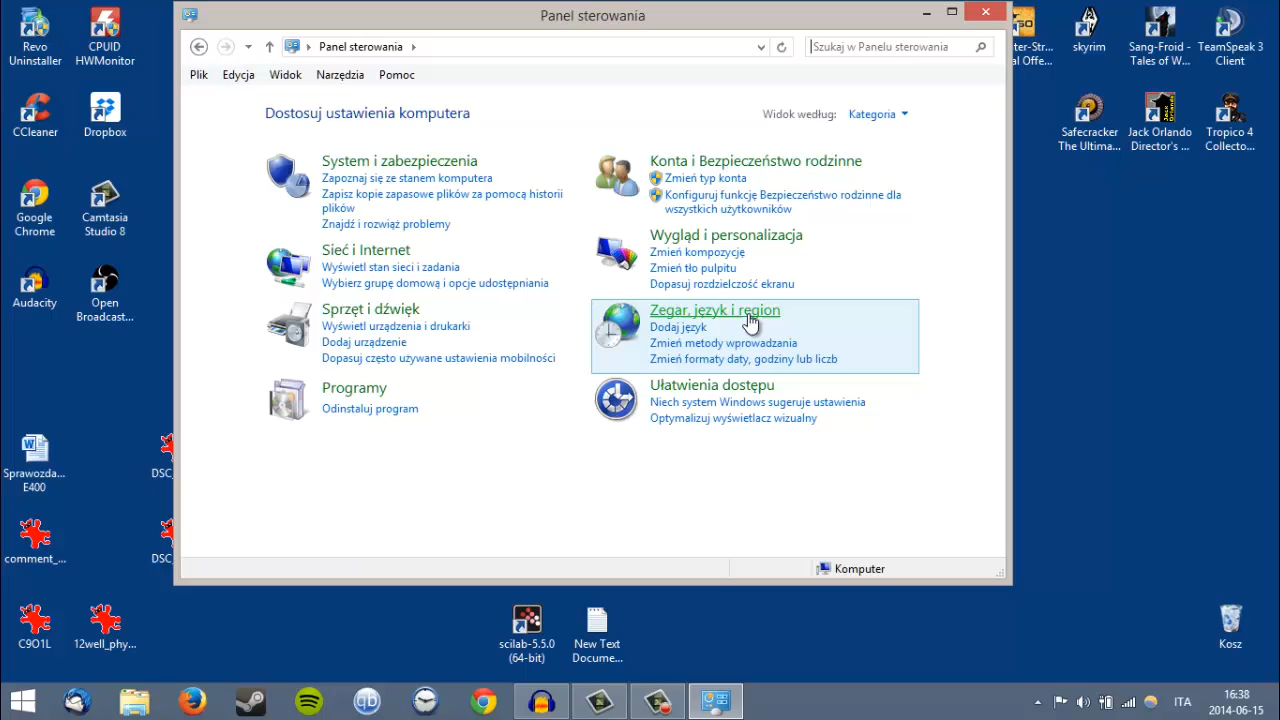 Panel sterowania
Panel sterowania
Szukaj w Panelu sterowania
Plik Edycja Widok Narzędzia Pomoc
Dostosuj ustawienia komputera
Widok według: Kategoria
System i zabezpieczenia
Zapoznaj się ze stanem komputera
Zapisz kopie zapasowe plików za pomocą historii
plików
Znajdź i rozwiąż problemy
Sieć i Internet
Wyświetl stan sieci i zadania
Wybierz grupę domową i opcje udostępniania
Sprzęt i dźwięk
Wyświetl urządzenia i drukarki
Dodaj urządzenie
Dopasuj często używane ustawienia mobilności
Programy
Odinstaluj program
Konta i Bezpieczeństwo rodzinne
Zmień typ konta
Konfiguruj funkcję Bezpieczeństwo rodzinne dla
wszystkich użytkowników
Wygląd i personalizacja
Zmień kompozycję
Zmień tło pulpitu
Dopasuj rozdzielczość ekranu
Zegar, język i region
Dodaj język
Zmień metody wprowadzania
Zmień formaty daty, godziny lub liczb
Ułatwienia dostępu
Niech system Windows sugeruje ustawienia
Optymalizuj wyświetlacz wizualny
Komputer
Revo
Uninstaller
CPUID
HWMonitor
CCleaner
Dropbox
Google
Chrome
Camtasia
Studio 8
Audacity
Open
Broadcast...
Sprawozda...
E400
DSC_
comment_...
DSC_
C9O1L
12well_phy...
scilab-5.5.0
(64-bit)
New Text
Docume...
ter-Str...
l Offe...
skyrim
Sang-Froid -
Tales of W...
TeamSpeak 3
Client
Safecracker
The Ultima...
Jack Orlando
Director's ...
Tropico 4
Collecto...
Kosz
ITA
16:38
2014-06-15